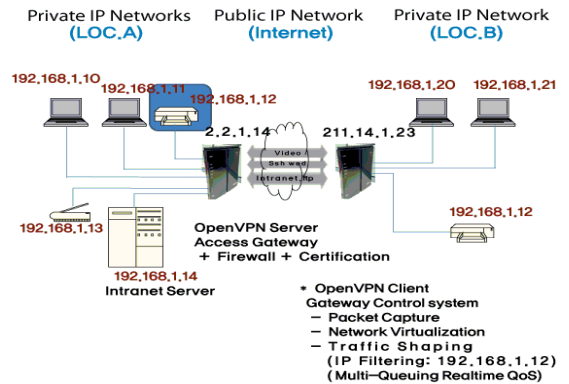 Private IP Networks
(LOC.A)
Public IP Network
(Internet)
Private IP Network
(LOC.B)
192.168.1.10
192.168.1.11
192.168.1.12
192.168.1.20
192.168.1.21
2.2.1.14
211.14.1.23
Video /
Ssh wed
Intranet.ftp
192.168.1.13
192.168.1.14
Intranet Server
OpenVPN Server
Access Gateway
+ Firewall + Certification
192.168.1.12
* OpenVPN Client
Gateway Control system
- Packet Capture
- Network Virtualization
- Traffic Shaping
(IP Filtering: 192.168.1.12)
(Multi-Queuing Realtime QoS)